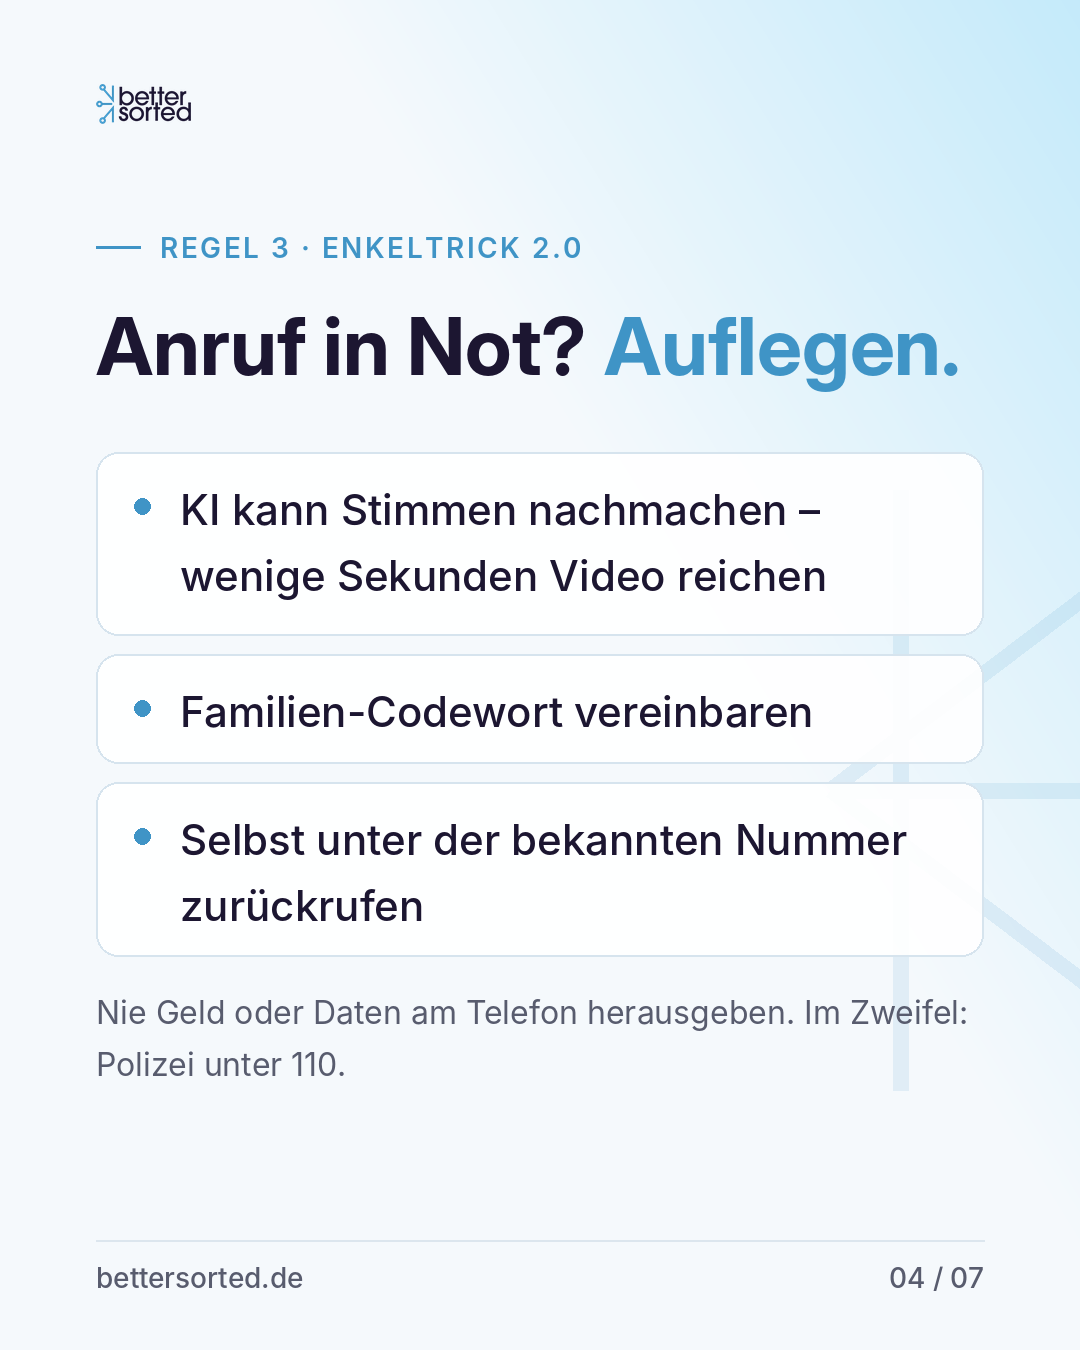 better
sorted
REGEL 3 · ENKELTRICK 2.0
Anruf in Not? Auflegen.
KI kann Stimmen nachmachen –
wenige Sekunden Video reichen
Familien-Codewort vereinbaren
Selbst unter der bekannten Nummer
zurückrufen
Nie Geld oder Daten am Telefon herausgeben. Im Zweifel:
Polizei unter 110.
bettersorted.de
04 / 07